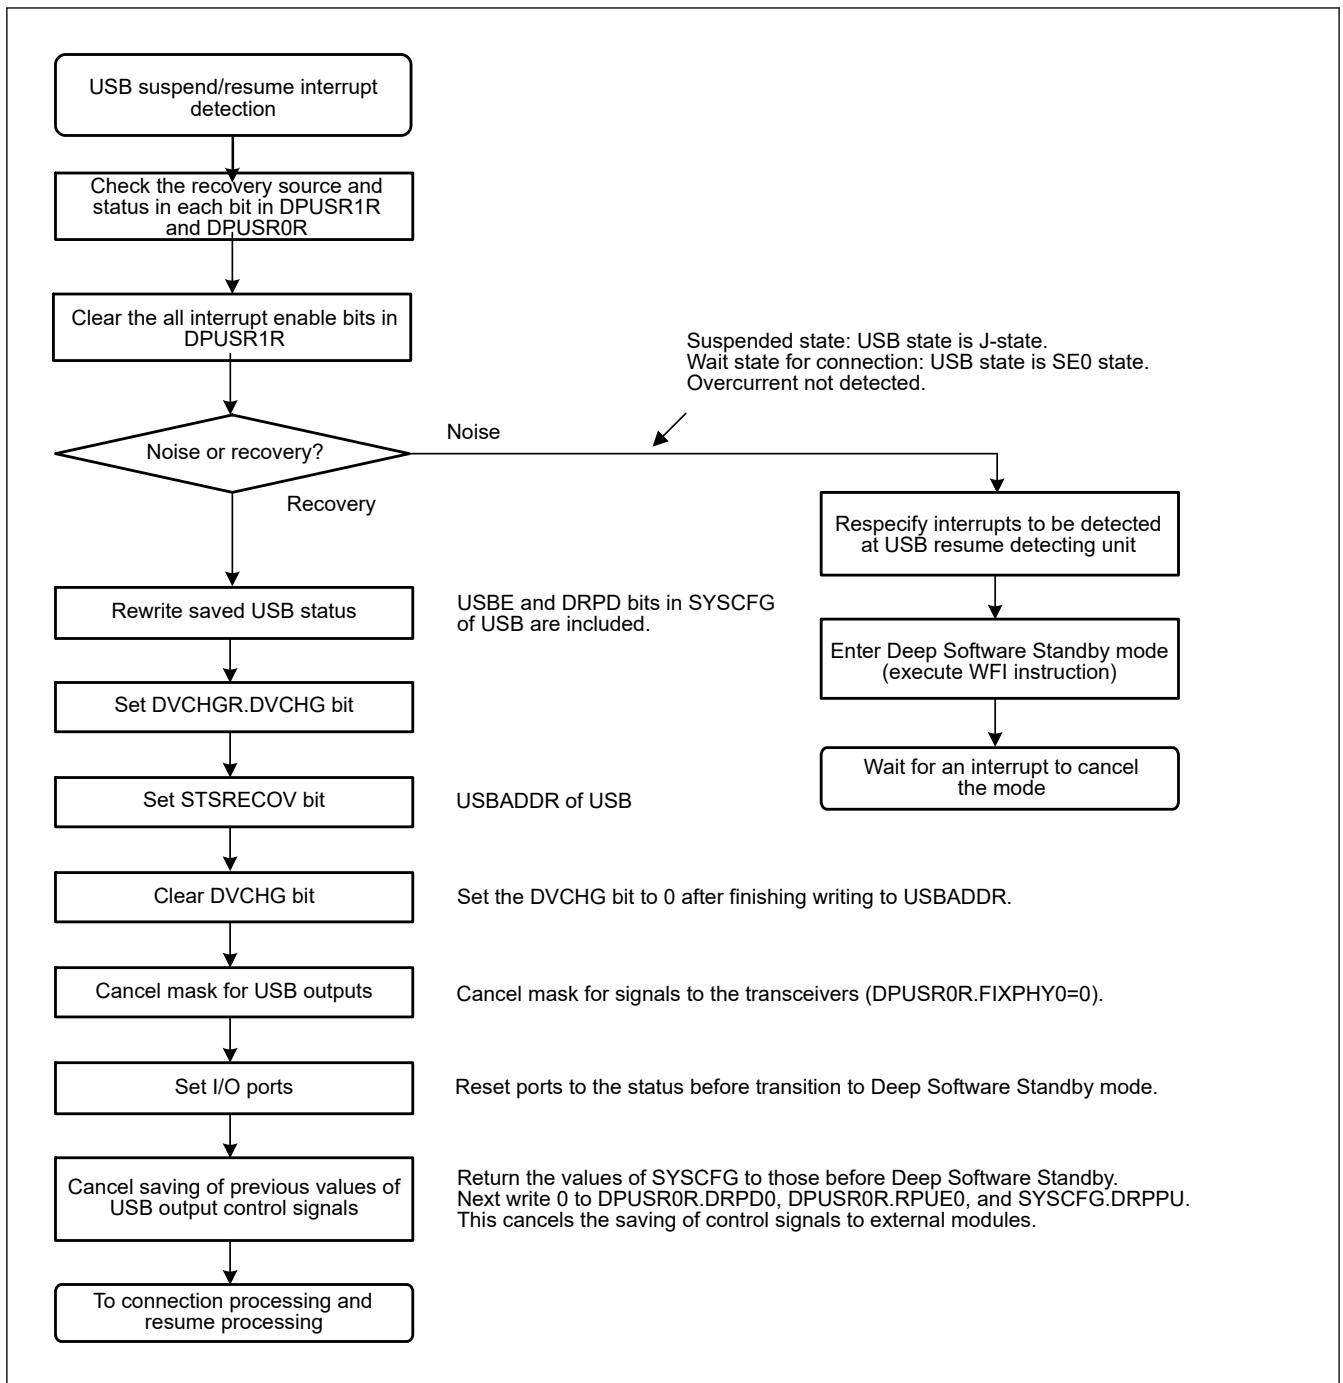 USB suspend/resume interrupt
detection
Check the recovery source and
status in each bit in DPUSR1R
and DPUSR0R
Clear the all interrupt enable bits in
DPUSR1R
Suspended state: USB state is J-state.
Wait state for connection: USB state is SE0 state.
Overcurrent not detected.
Noise or recovery?
Noise
Recovery
Respecify interrupts to be detected
at USB resume detecting unit
Enter Deep Software Standby mode
(execute WFI instruction)
Wait for an interrupt to cancel
the mode
Rewrite saved USB status
USBE and DRPD bits in SYSCFG
of USB are included.
Set DVCHGR.DVCHG bit
Set STSRECOV bit
USBADDR of USB
Clear DVCHG bit
Set the DVCHG bit to 0 after finishing writing to USBADDR.
Cancel mask for USB outputs
Cancel mask for signals to the transceivers (DPUSR0R.FIXPHY0=0).
Set I/O ports
Reset ports to the status before transition to Deep Software Standby mode.
Cancel saving of previous values of
USB output control signals
Return the values of SYSCFG to those before Deep Software Standby.
Next write 0 to DPUSR0R.DRPD0, DPUSR0R.RPUE0, and SYSCFG.DRPPU.
This cancels the saving of control signals to external modules.
To connection processing and
resume processing